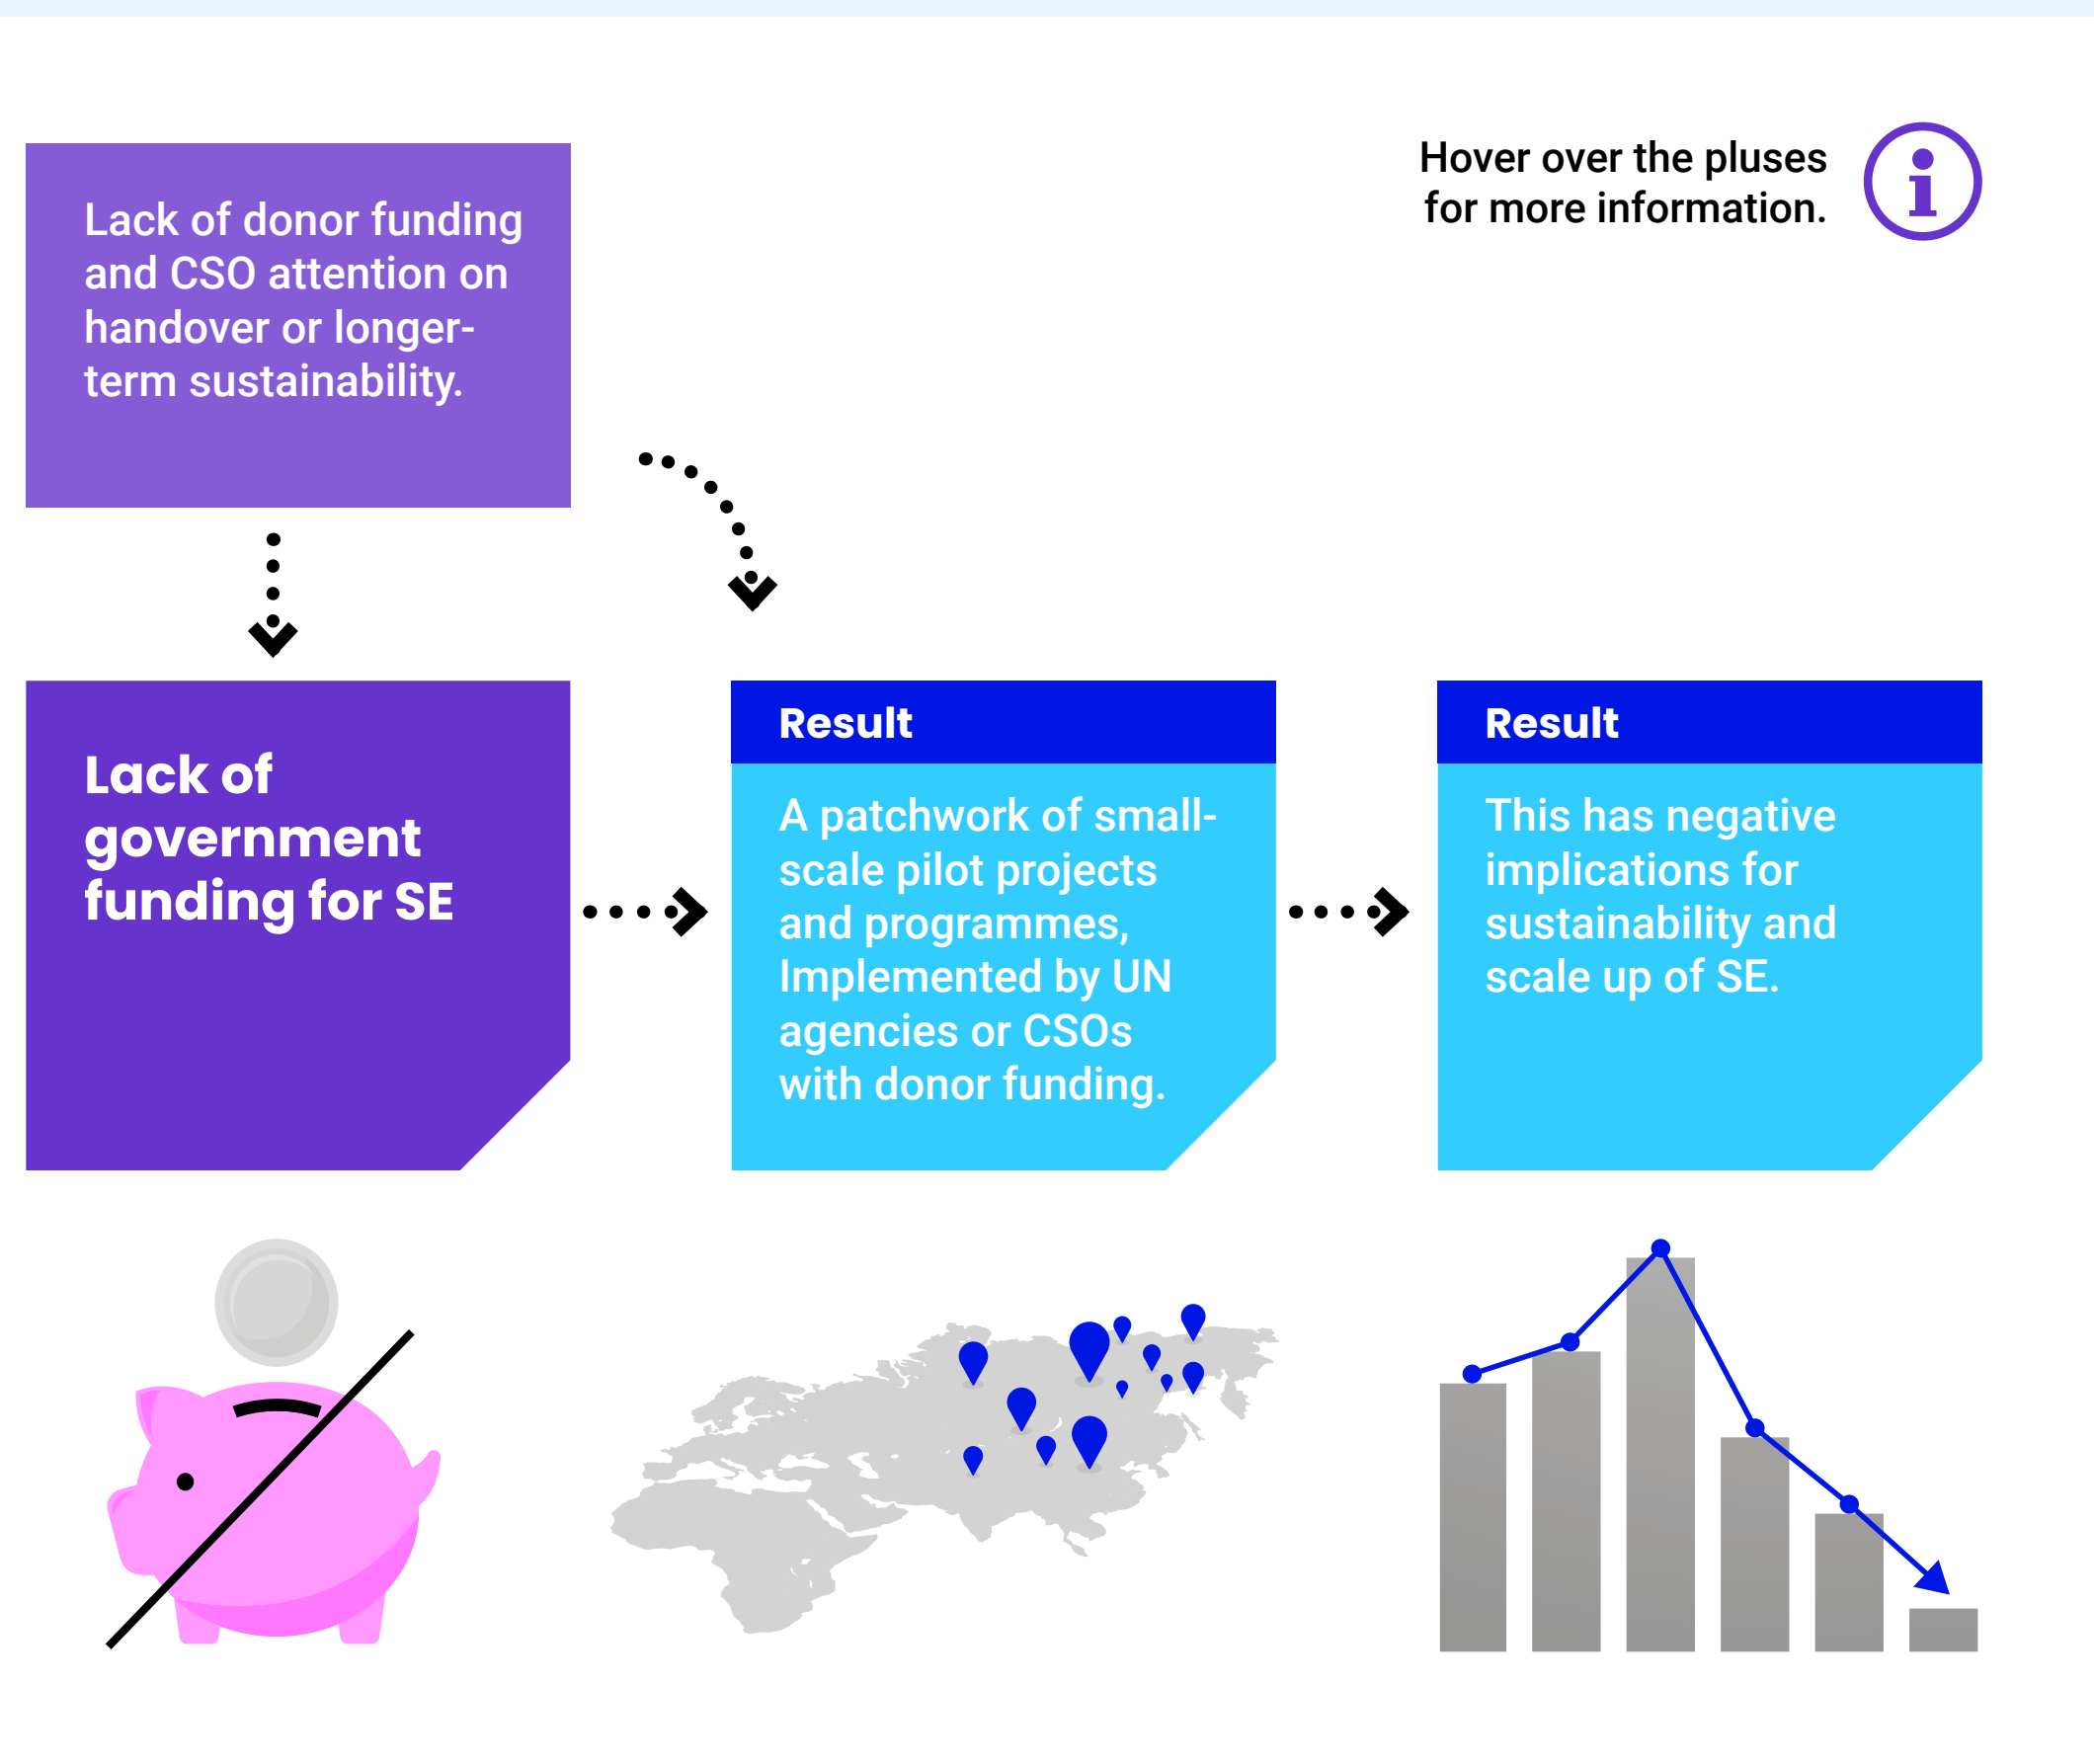 Hover over the pluses
for more information.
Lack of donor funding
and CSO attention on
handover or longer-
term sustainability.
Lack of
government
funding for SE
Result
A patchwork of small-
scale pilot projects
and programmes,
Implemented by UN
agencies or CSOs
with donor funding.
Result
This has negative
implications for
sustainability and
scale up of SE.